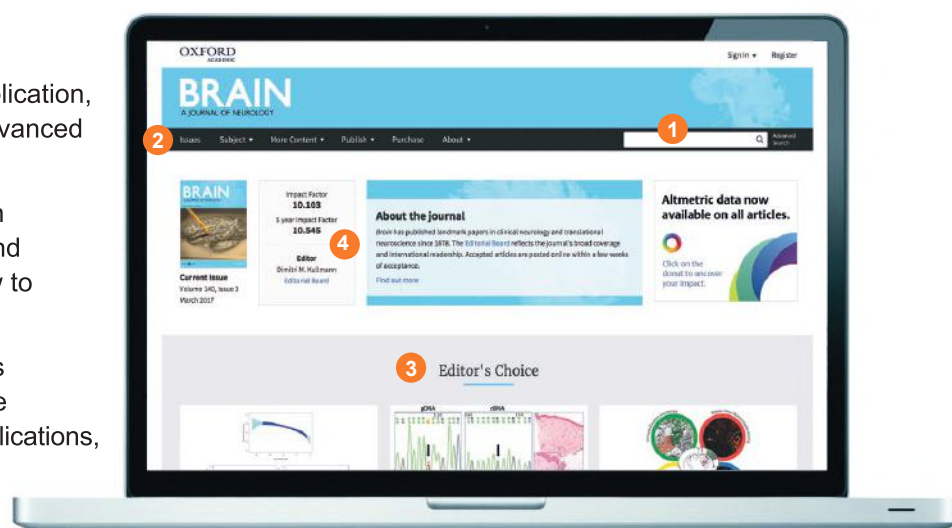 lication,
lvanced
n
nd
v to
s
e
lications,
OXFORD
ACADEMIC
Sign In
Register
BRAIN
A JOURNAL OF NEUROLOGY
1
2
Issues Subject More Content Publish Purchase About
Advanced
Search
BRAIN
Current Issue
Volume 140, Issue 3
March 2017
Impact Factor
10.103
5 year Impact Factor
10.545
4
Editor
Dimitri M. Kullmann
Editorial Board
About the journal
Brain has published landmark papers in clinical neurology and translational
neuroscience since 1878. The Editorial Board reflects the journal's broad coverage
and international readership. Accepted articles are posted online within a few weeks
of acceptance.
Find out more
Altmetric data now
available on all articles.
Click on the
donut to uncover
your impact.
3 Editor's Choice
gDNA
cDNA